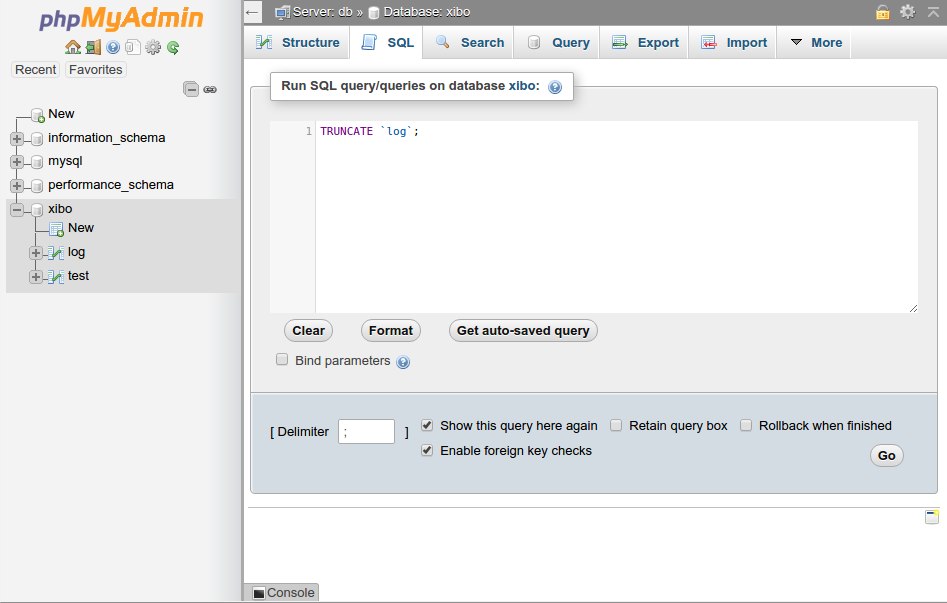 phpMyAdmin
Recent Favorites
New
information_schema
mysql
performance_schema
xibo
New
log
test
← Server: db » Database: xibo
Structure SQL Search Query Export Import More
Run SQL query/queries on database xibo:
1 TRUNCATE `log`;
Clear Format Get auto-saved query
Bind parameters
[ Delimiter ; ]
Show this query here again Retain query box Rollback when finished
Enable foreign key checks
Go
Console